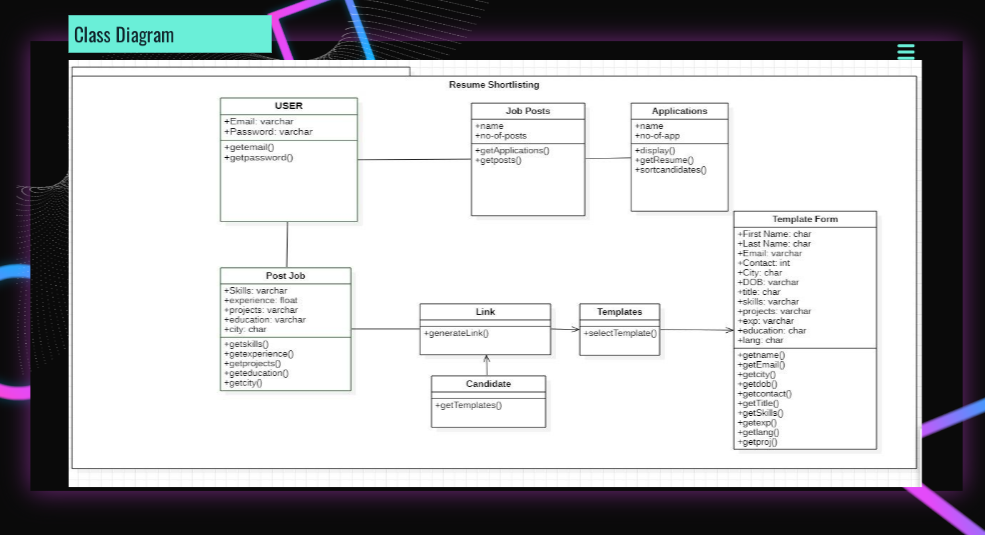 Class Diagram
Resume Shortlisting
USER
+Email: varchar
+Password: varchar
+getemail()
+getpassword()
Job Posts
+name
+no-of-posts
+getApplications()
+getposts()
Applications
+name
+no-of-app
+display()
+getResume()
+sortcandidates()
Template Form
+First Name: char
+Last Name: char
+Email: varchar
+Contact: int
+City: char
+DOB: varchar
+title: char
+skills: varchar
+projects: varchar
+exp: varchar
+education: char
+lang: char
+getname()
+getEmail()
+getcity()
+getdob()
+getcontact()
+getTitle()
+getSkills()
+getexp()
+getlang()
+getproj()
Post Job
+Skills: varchar
+experience: float
+projects: varchar
+education: varchar
+city: char
+getskills()
+getexperience()
+getprojects()
+geteducation()
+getcity()
Link
+generateLink()
Templates
+selectTemplate()
Candidate
+getTemplates()